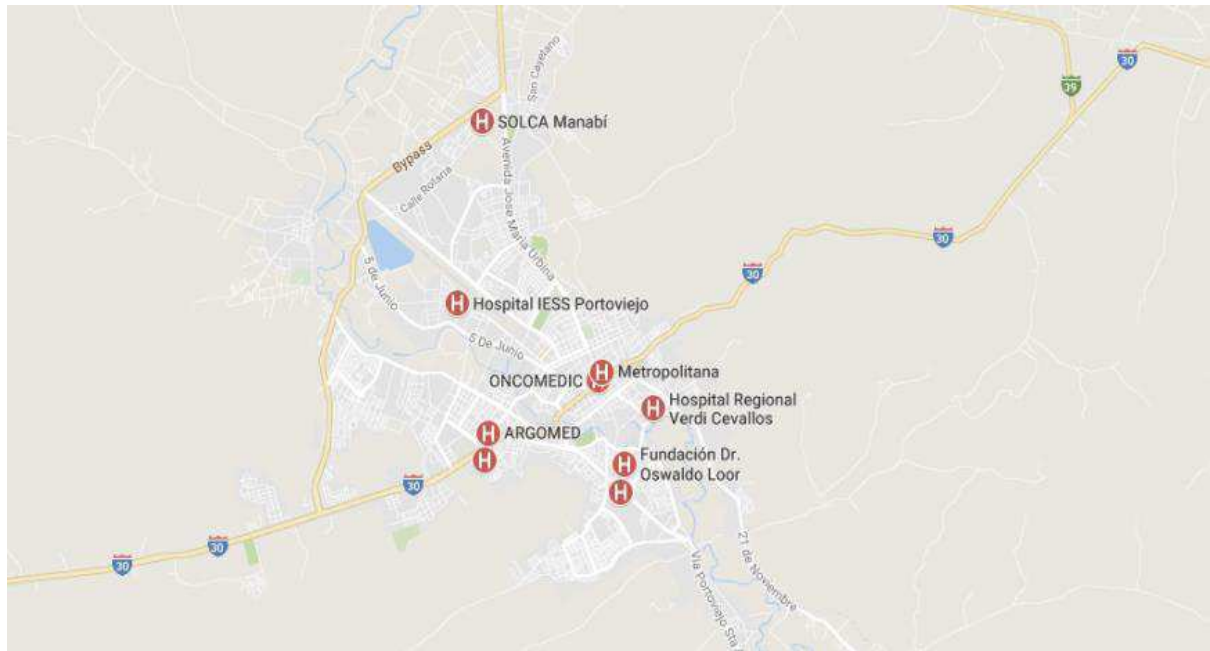 San Cayetano
30
39
SOLCA Manabí
Bypass
Calle Rotaria
Avenida Jose María Urbina
30
30
5 de Junio
Hospital IESS Portoviejo
5 De Junio
Metropolitana
ONCOMEDIC
Hospital Regional
Verdi Cevallos
ARGOMED
Fundación Dr.
Oswaldo Loor
30
30
30
21 de Noviembre
Vía Portoviejo Sta